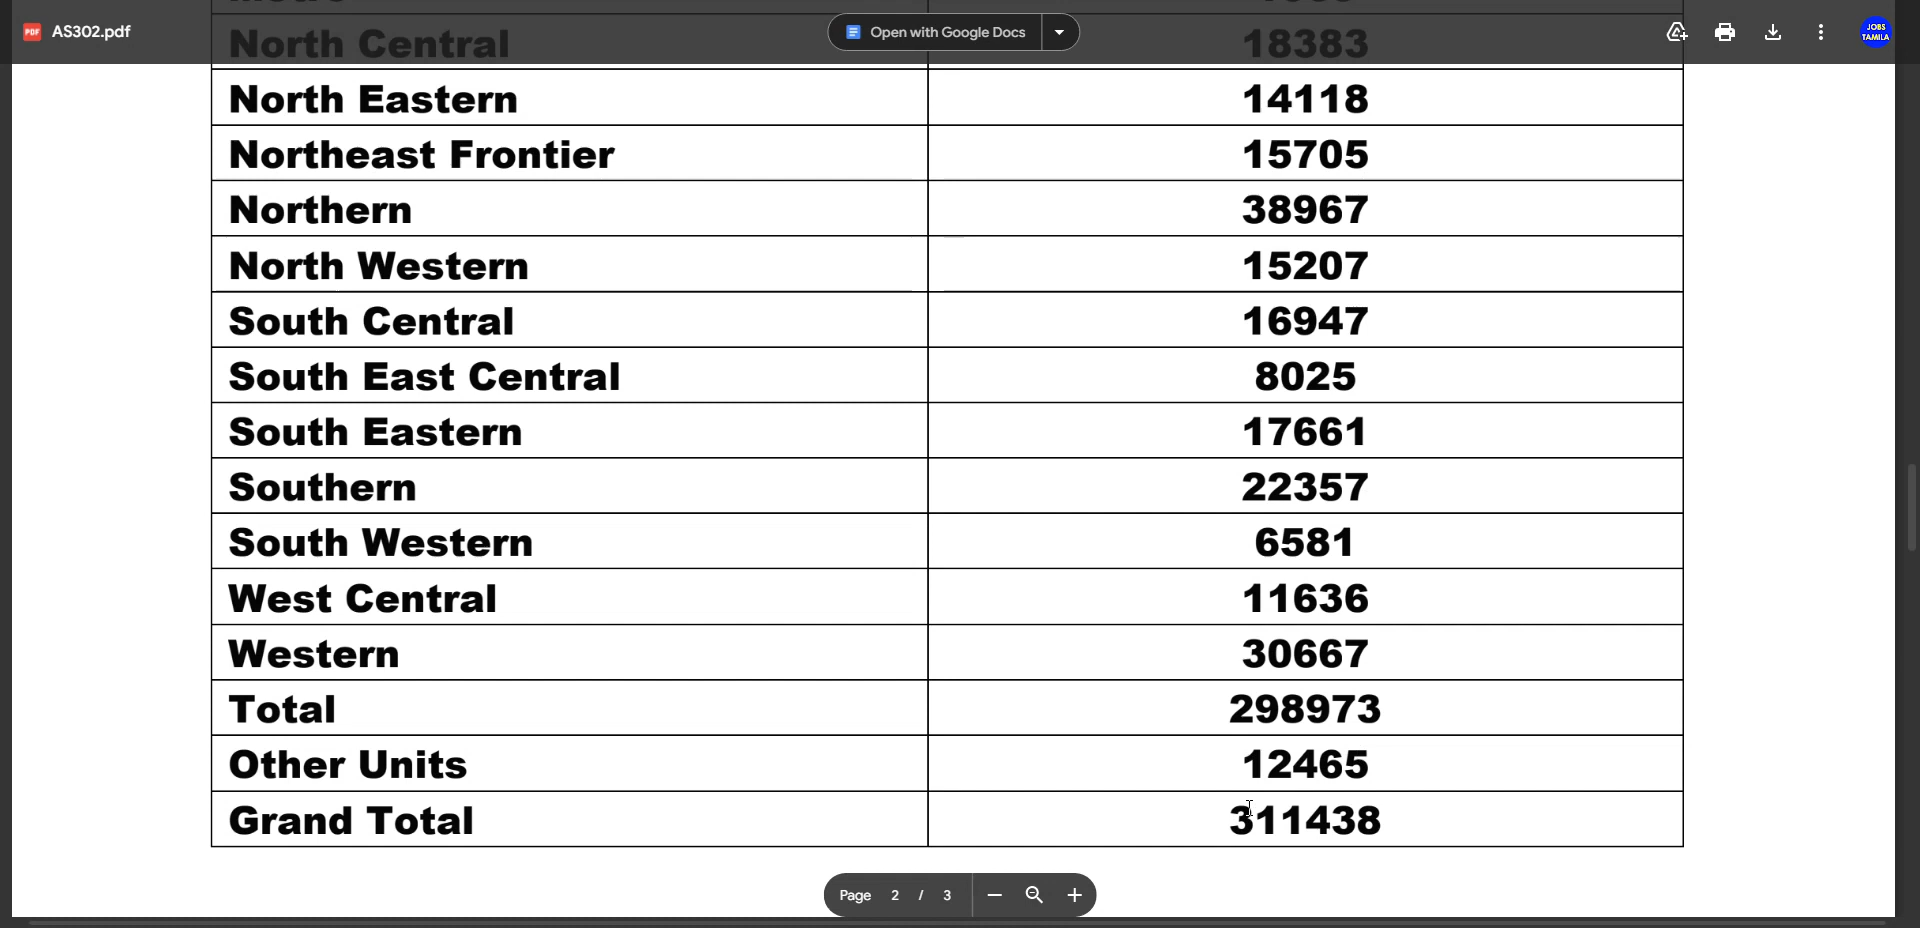 AS302.pdf
Open with Google Docs
JOBS
TAMILA
North Central 18383
North Eastern 14118
Northeast Frontier 15705
Northern 38967
North Western 15207
South Central 16947
South East Central 8025
South Eastern 17661
Southern 22357
South Western 6581
West Central 11636
Western 30667
Total 298973
Other Units 12465
Grand Total 311438
Page 2 / 3